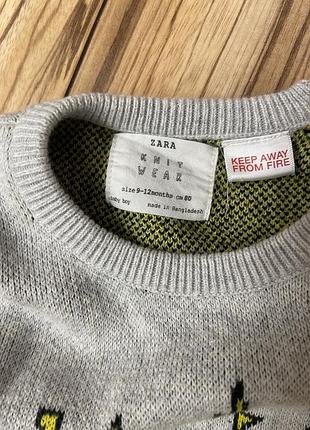 ZARA
KNIT
WEAR
size 9-12months cm 80
baby boy made in Bangladesh
KEEP AWAY
FROM FIRE